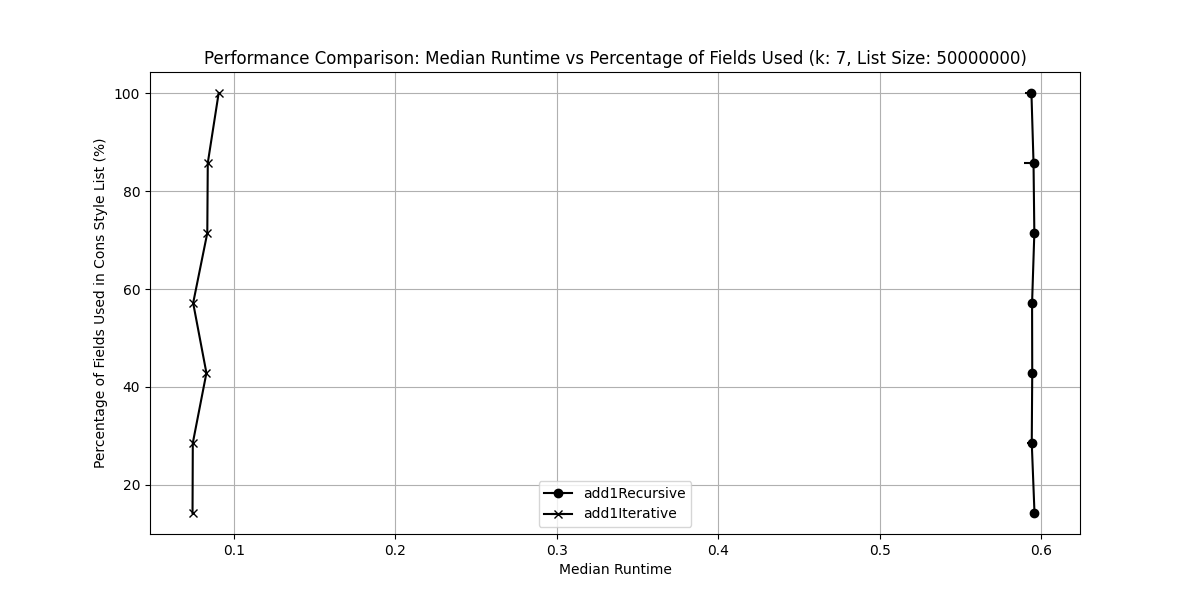 Performance Comparison: Median Runtime vs Percentage of Fields Used (k: 7, List Size: 50000000)
Percentage of Fields Used in Cons Style List (%)
100
80
60
40
20
add1Recursive
add1Iterative
0.1 0.2 0.3 0.4 0.5 0.6
Median Runtime